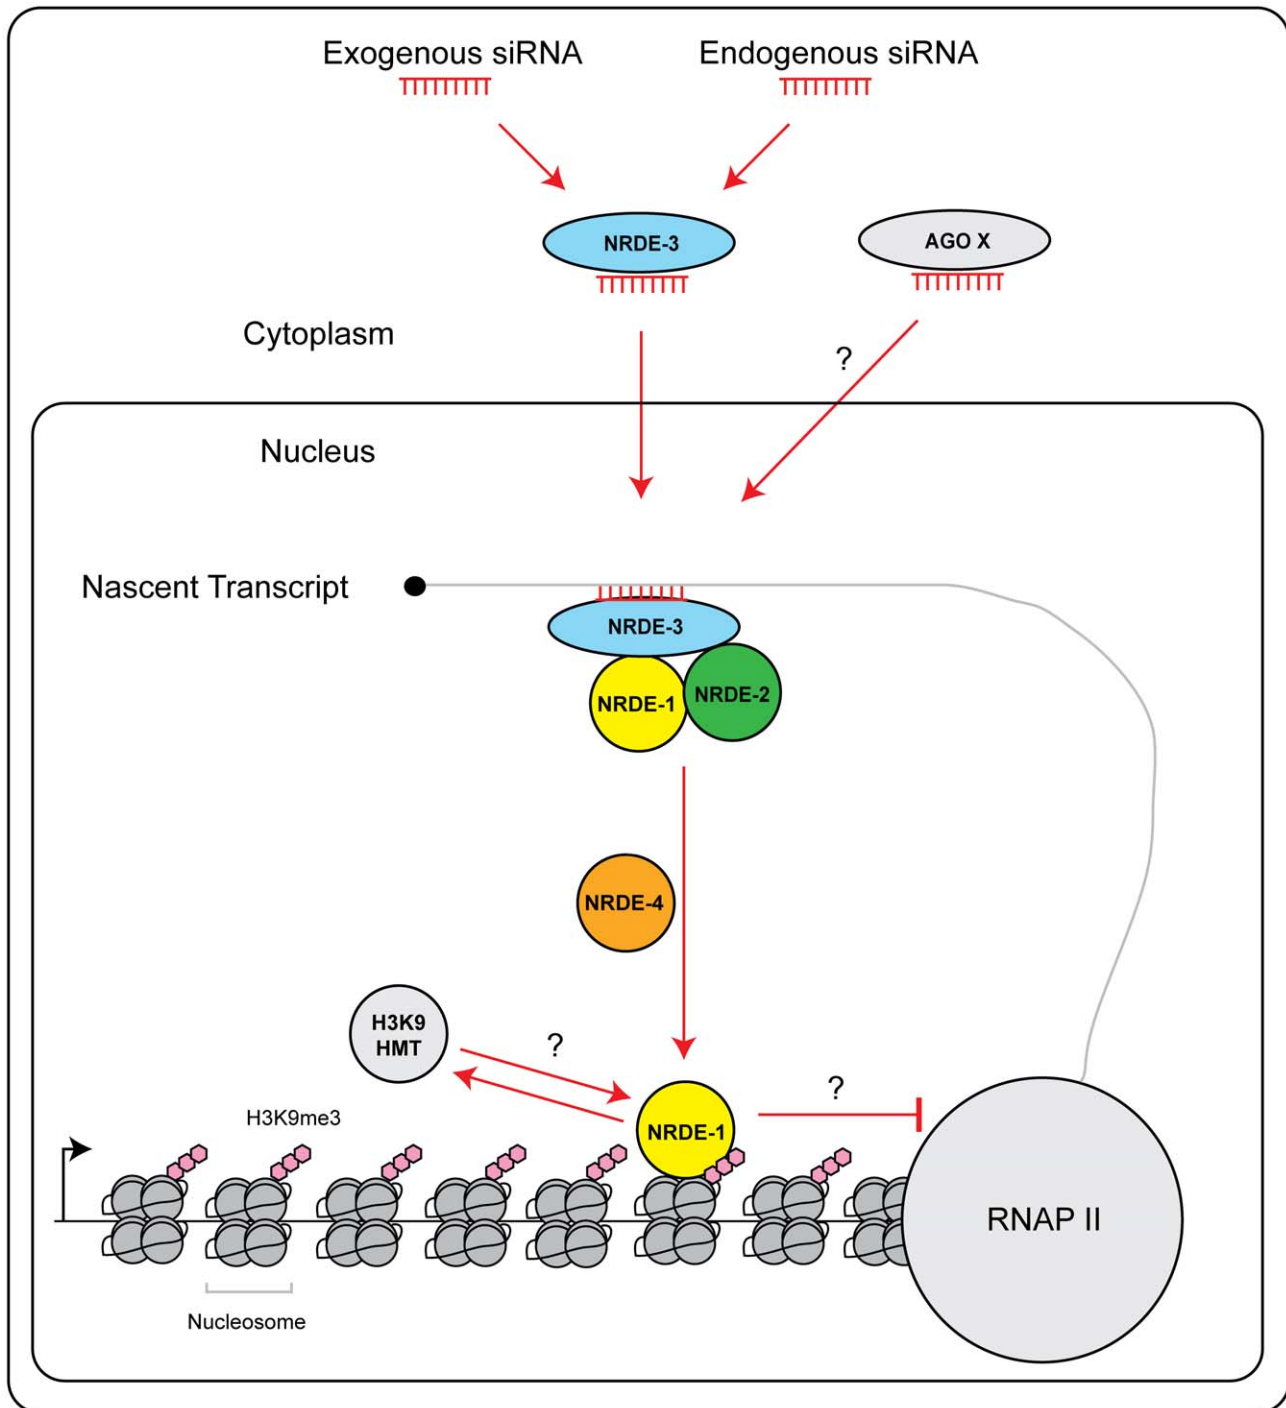 Exogenous siRNA
Endogenous siRNA
NRDE-3
AGO X
Cytoplasm
?
Nucleus
Nascent Transcript
NRDE-3
NRDE-1
NRDE-2
NRDE-4
H3K9
HMT
?
?
H3K9me3
NRDE-1
RNAP II
Nucleosome